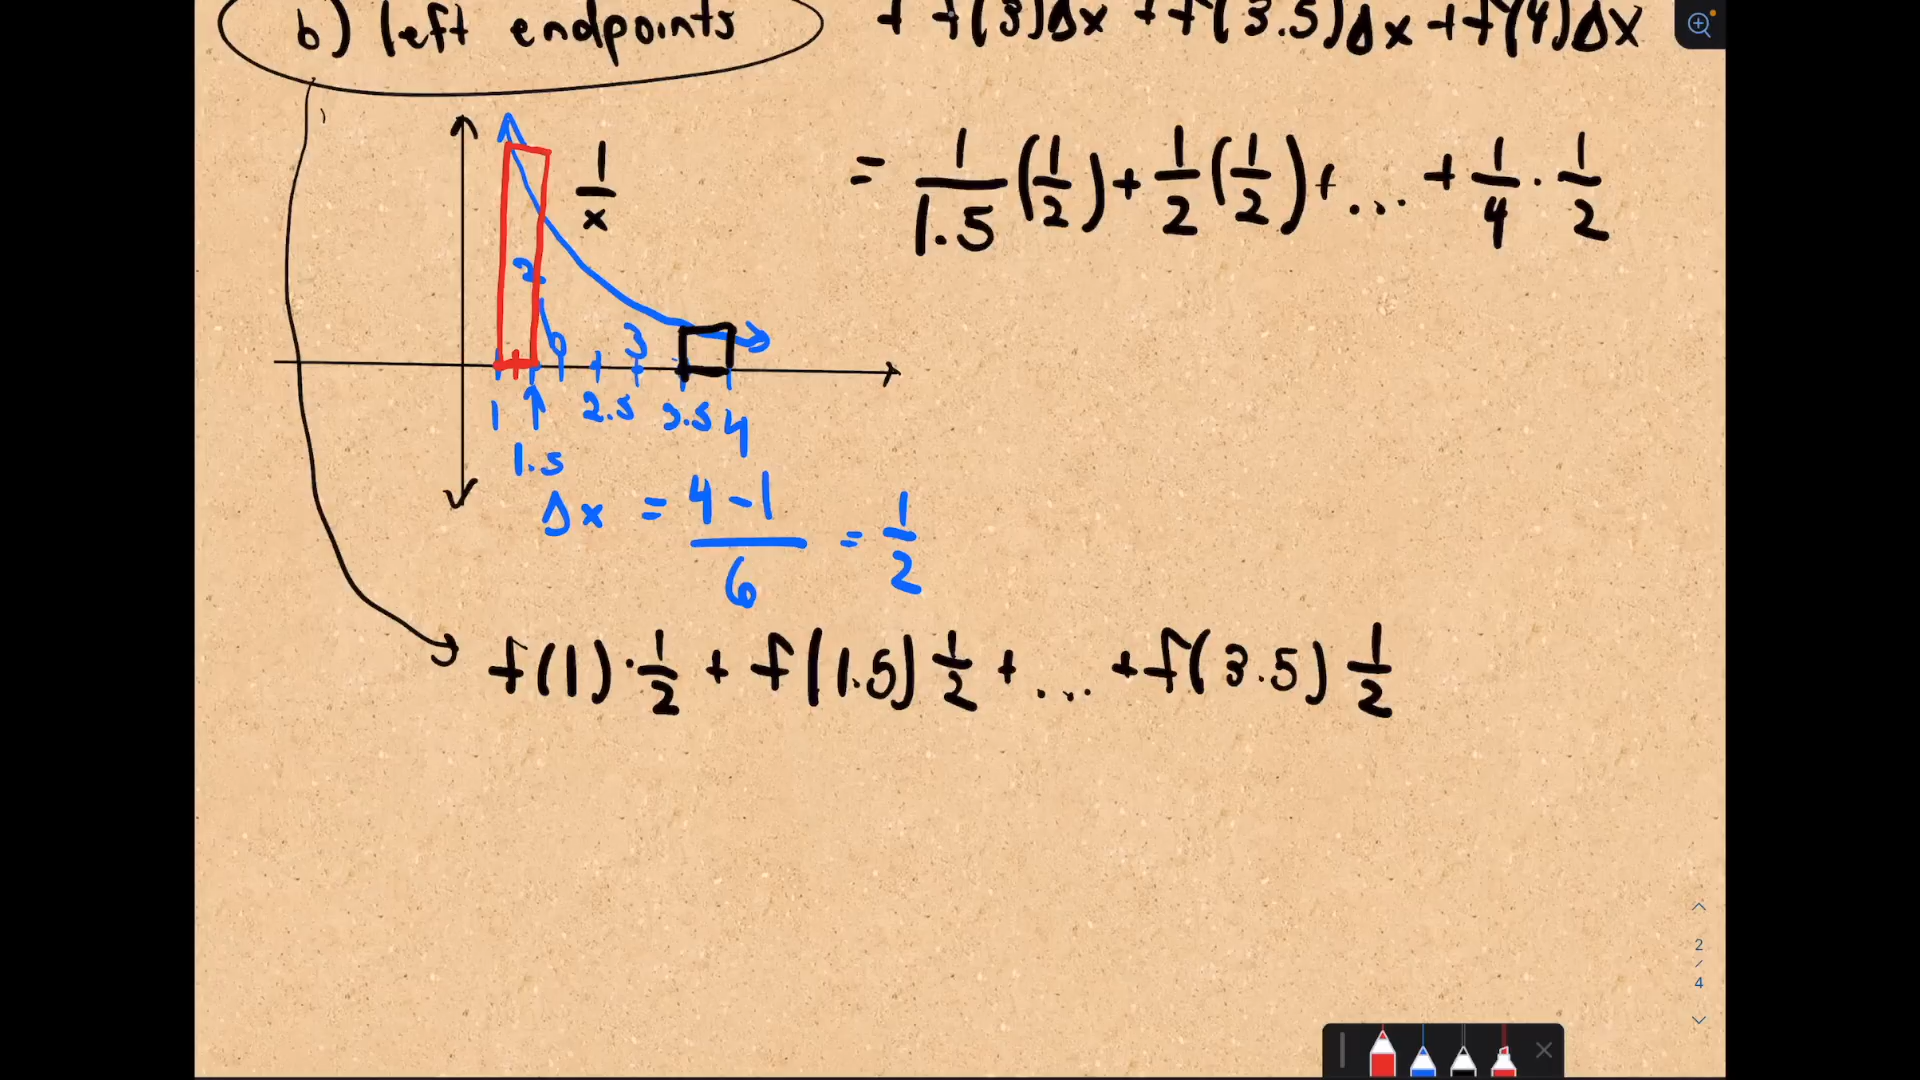 b) left endpoints
+ f(3)Δx + f(3.5)Δx + f(4)Δx
1/x
= 1/1.5 (1/2) + 1/2 (1/2) + ... + 1/4 · 1/2
2
3
1
2.5
3.5
4
1.5
Δx = 4-1/6 = 1/2
f(1) · 1/2 + f(1.5) 1/2 + ... + f(3.5) 1/2
2
/
4